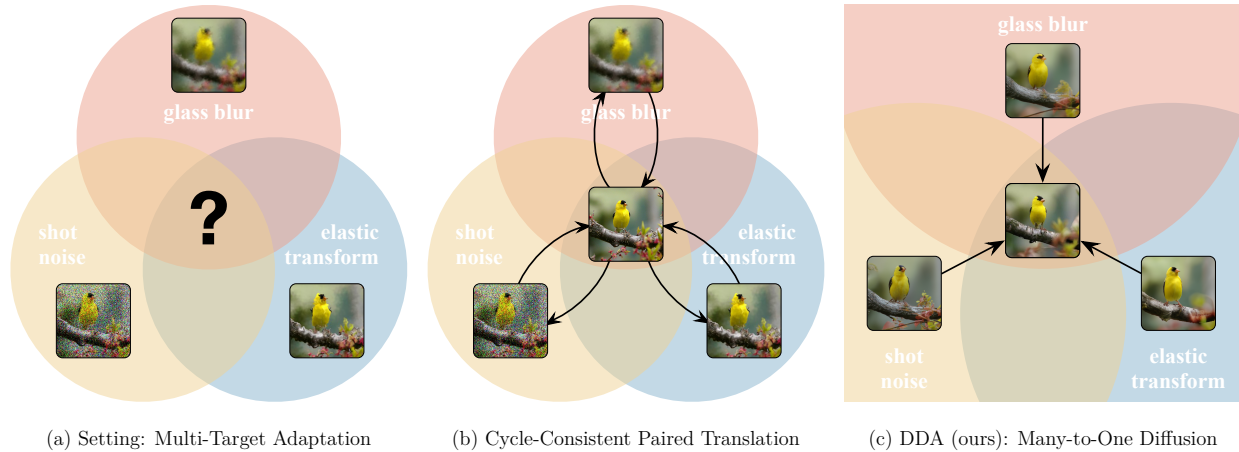 glass blur
?
shot
noise
elastic
transform
(a) Setting: Multi-Target Adaptation
glass blur
shot
noise
elastic
transform
(b) Cycle-Consistent Paired Translation
glass blur
shot
noise
elastic
transform
(c) DDA (ours): Many-to-One Diffusion